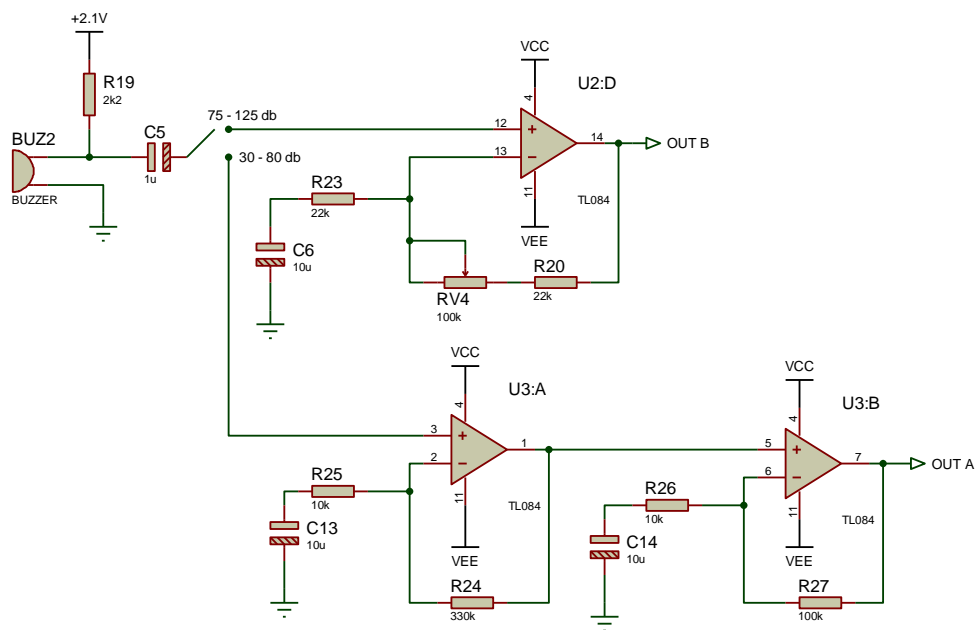 +2.1V
R19
2k2
BUZ2
BUZZER
C5
1u
75 - 125 db
30 - 80 db
VCC
U2:D
4
12
+
13
−
14
11
TL084
VEE
OUT B
R23
22k
C6
10u
RV4
100k
R20
22k
VCC
U3:A
4
3
+
2
−
1
11
TL084
VEE
R25
10k
C13
10u
R24
330k
VCC
U3:B
4
5
+
6
−
7
11
TL084
VEE
OUT A
R26
10k
C14
10u
R27
100k